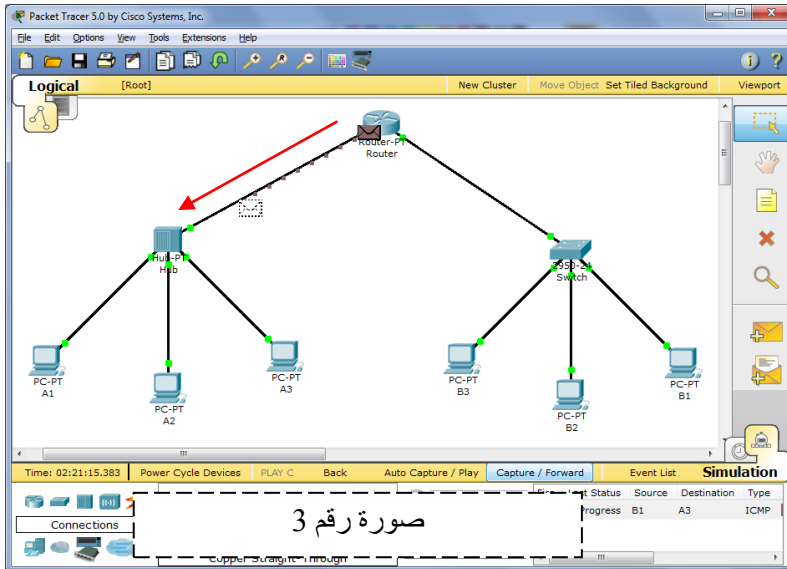 Packet Tracer 5.0 by Cisco Systems, Inc.
File Edit Options View Tools Extensions Help
Logical [Root] New Cluster Move Object Set Tiled Background Viewport
Router-PT
Router
Hub-PT
Hub
2950-24
Switch
PC-PT
A1
PC-PT
A2
PC-PT
A3
PC-PT
B3
PC-PT
B2
PC-PT
B1
Time: 02:21:15.383 Power Cycle Devices PLAY C Back Auto Capture / Play Capture / Forward Event List Simulation
Status Source Destination Type
Progress B1 A3 ICMP
Connections
صورة رقم 3
Copper Straight-Through